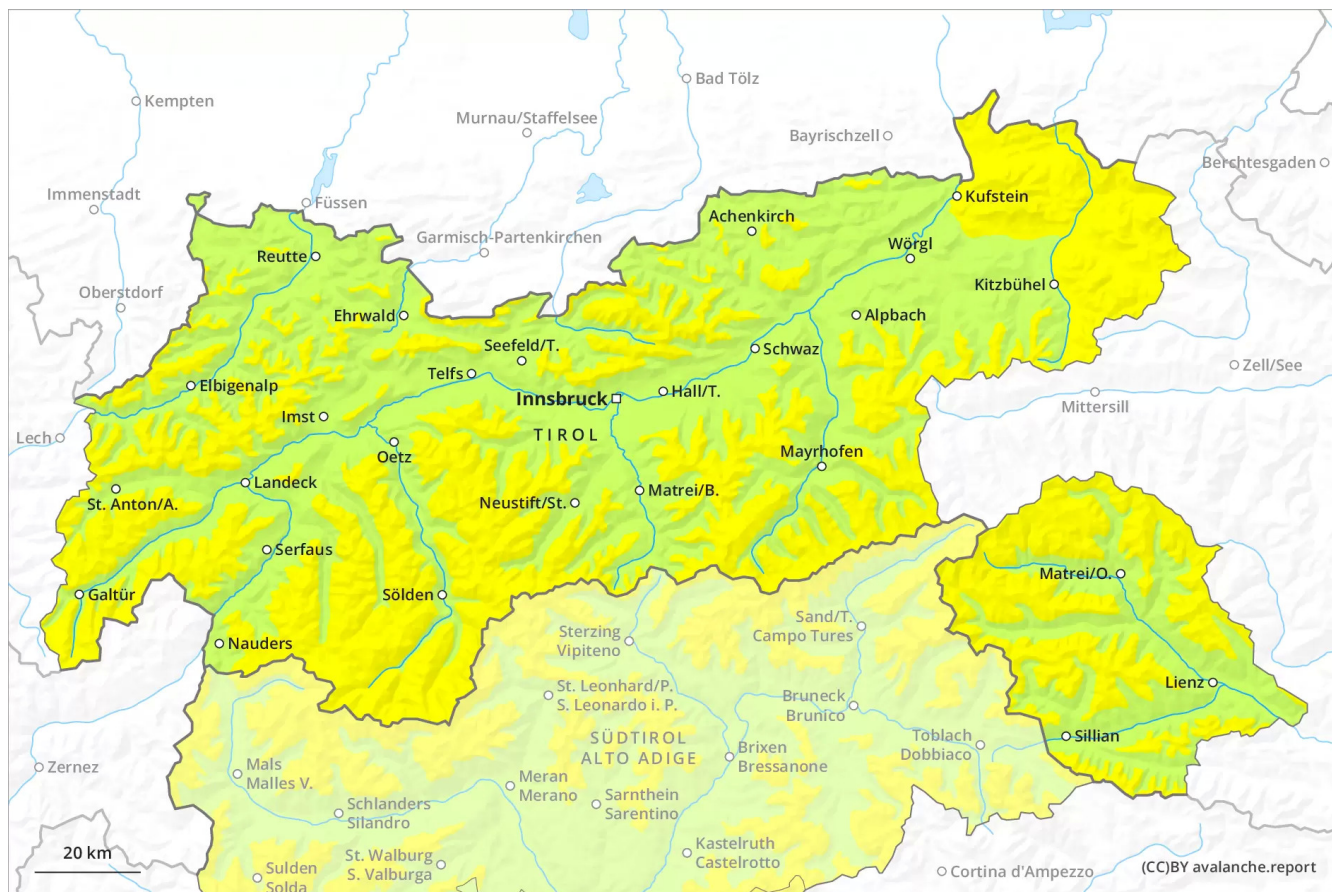 Kempten
Bad Tölz
Murnau/Staffelsee
Bayrischzell
Berchtesgaden
Immenstadt
Füssen
Kufstein
Achenkirch
Garmisch-Partenkirchen
Wörgl
Reutte
Kitzbühel
Oberstdorf
Ehrwald
Alpbach
Seefeld/T.
Schwaz
Zell/See
Telfs
Elbigenalp
Hall/T.
Innsbruck
Mittersill
Imst
Lech
TIROL
Oetz
Mayrhofen
Landeck
St. Anton/A.
Matrei/B.
Neustift/St.
Serfaus
Matrei/O.
Galtür
Sölden
Sand/T.
Campo Tures
Sterzing
Vipiteno
Nauders
Lienz
St. Leonhard/P.
S. Leonardo i. P.
Bruneck
Brunico
Sillian
SÜDTIROL
ALTO ADIGE
Toblach
Dobbiaco
Brixen
Bressanone
Zernez
Mals
Malles V.
Meran
Merano
Sarnthein
Sarentino
Schlanders
Silandro
Kastelruth
Castelrotto
20 km
St. Walburg
S. Valburga
Sulden
Solda
Cortina d'Ampezzo
(CC)BY avalanche.report